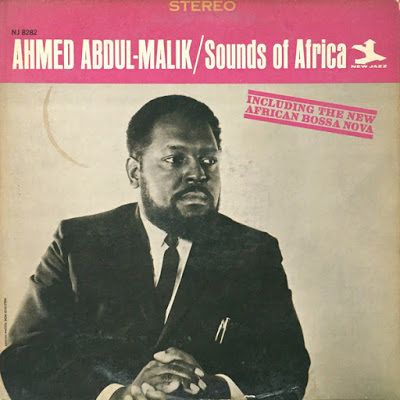 STEREO
NJ 8282
AHMED ABDUL-MALIK/Sounds of Africa
NEW JAZZ
INCLUDING THE NEW
AFRICAN BOSSA NOVA